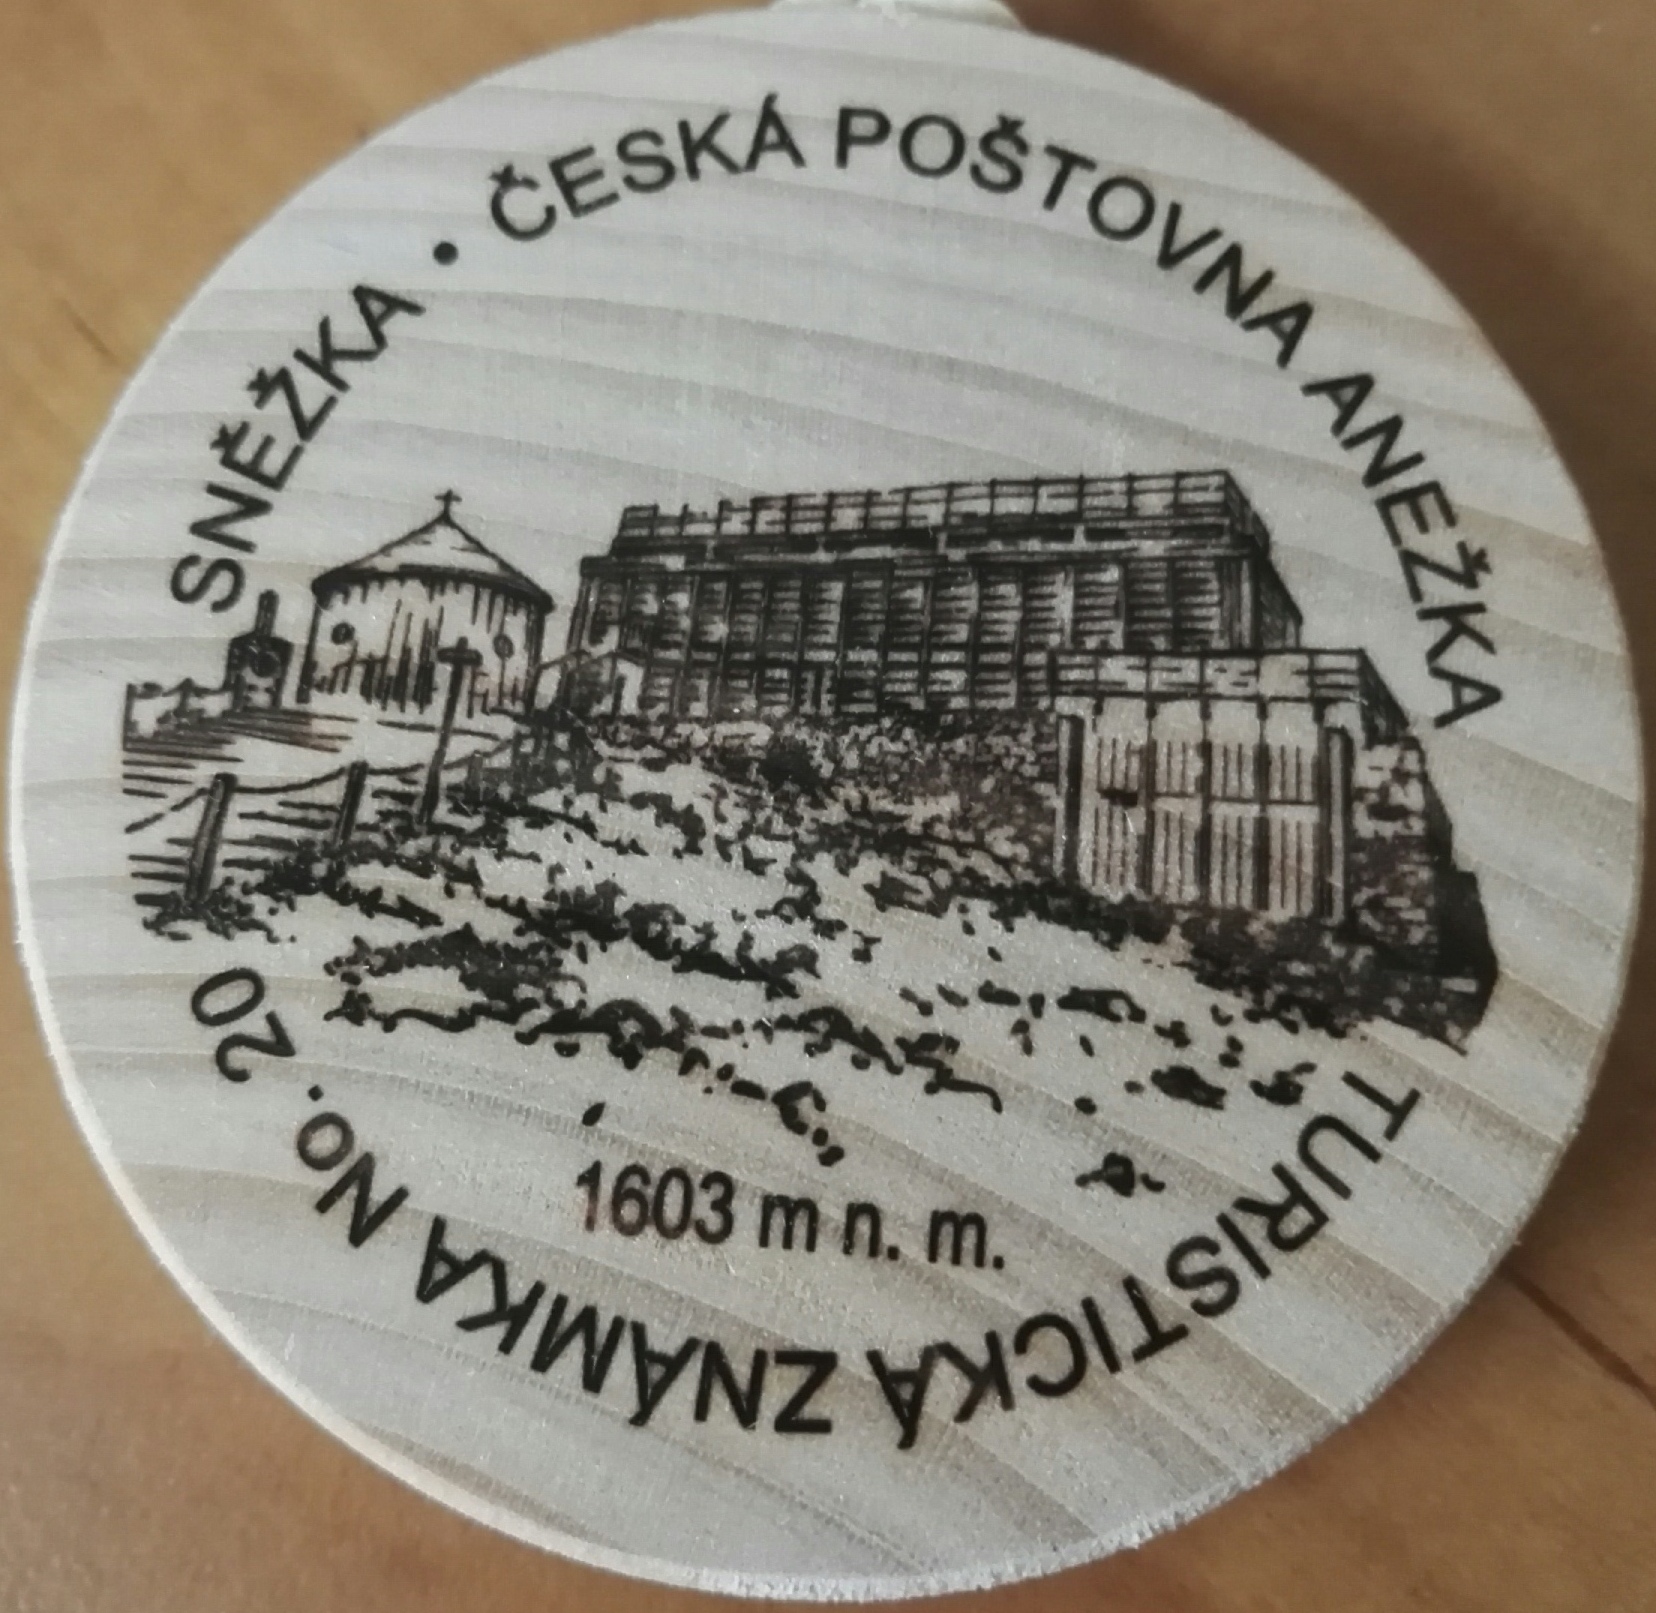 SNĚŽKA • ČESKÁ POŠTOVNA ANEŽKA
1603 m n. m.
TURISTICKÁ ZNÁMKA No. 20